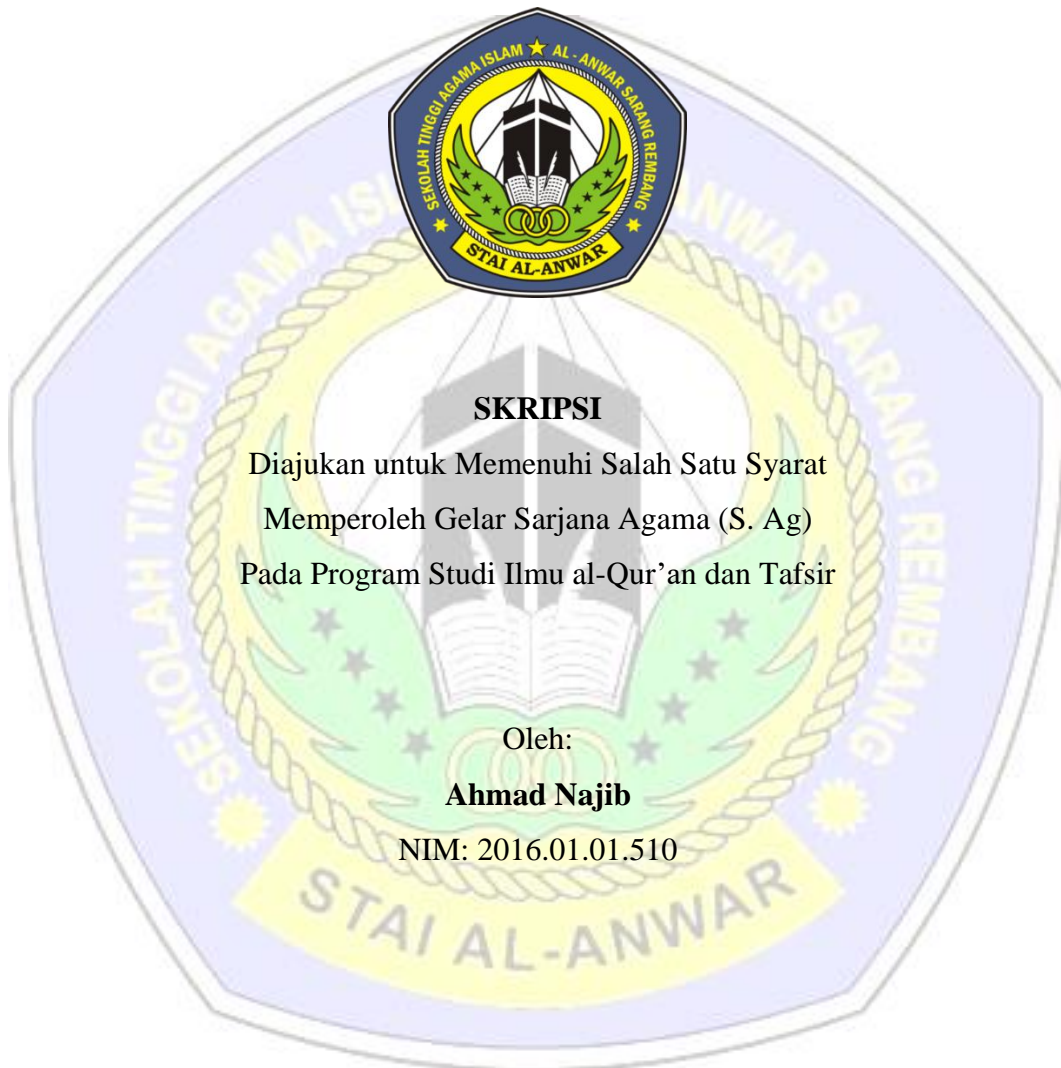 SEKOLAH TINGGI AGAMA ISLAM ★ AL-ANWAR SARANG REMBANG
STAI AL-ANWAR
SKRIPSI
Diajukan untuk Memenuhi Salah Satu Syarat
Memperoleh Gelar Sarjana Agama (S. Ag)
Pada Program Studi Ilmu al-Qur’an dan Tafsir
Oleh:
Ahmad Najib
NIM: 2016.01.01.510
SEKOLAH TINGGI AGAMA ISLAM AL-ANWAR SARANG REMBANG
STAI AL-ANWAR